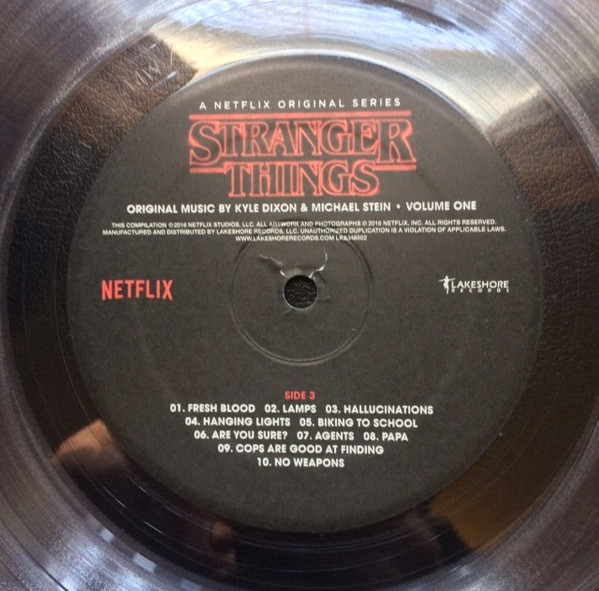 A NETFLIX ORIGINAL SERIES
STRANGER
THINGS
ORIGINAL MUSIC BY KYLE DIXON & MICHAEL STEIN • VOLUME ONE
THIS COMPILATION ℗2016 NETFLIX STUDIOS, LLC. ALL ARTWORK AND PHOTOGRAPHS © 2016 NETFLIX, INC. ALL RIGHTS RESERVED.
MANUFACTURED AND DISTRIBUTED BY LAKESHORE RECORDS, LLC. UNAUTHORIZED DUPLICATION IS A VIOLATION OF APPLICABLE LAWS.
WWW.LAKESHORERECORDS.COM
NETFLIX
LAKESHORE
RECORDS
SIDE 3
01. FRESH BLOOD 02. LAMPS 03. HALLUCINATIONS
04. HANGING LIGHTS 05. BIKING TO SCHOOL
06. ARE YOU SURE? 07. AGENTS 08. PAPA
09. COPS ARE GOOD AT FINDING
10. NO WEAPONS